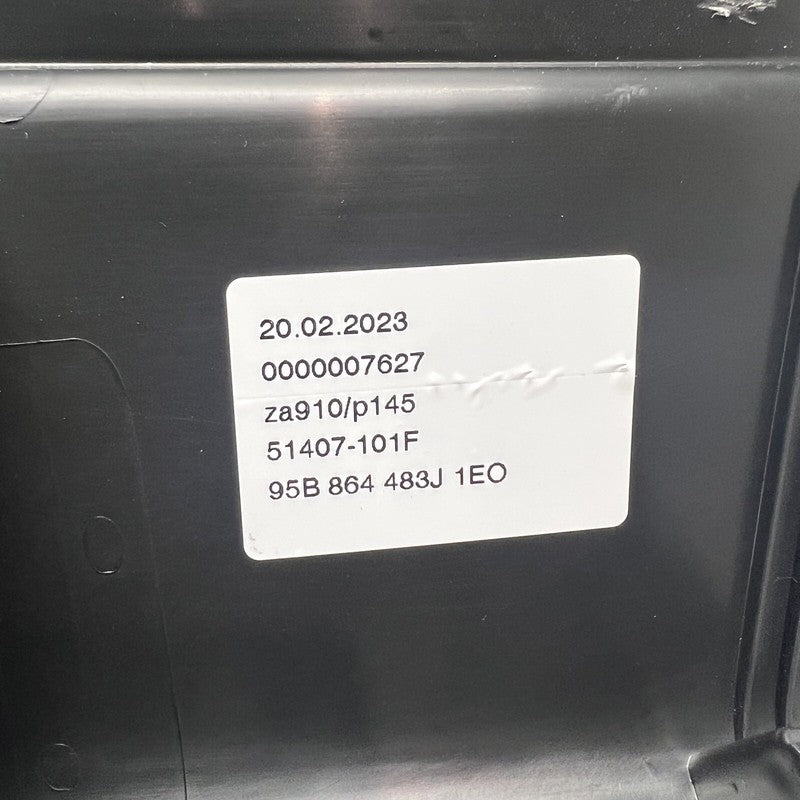 20.02.2023
0000007627
za910/p145
51407-101F
95B 864 483J 1EO